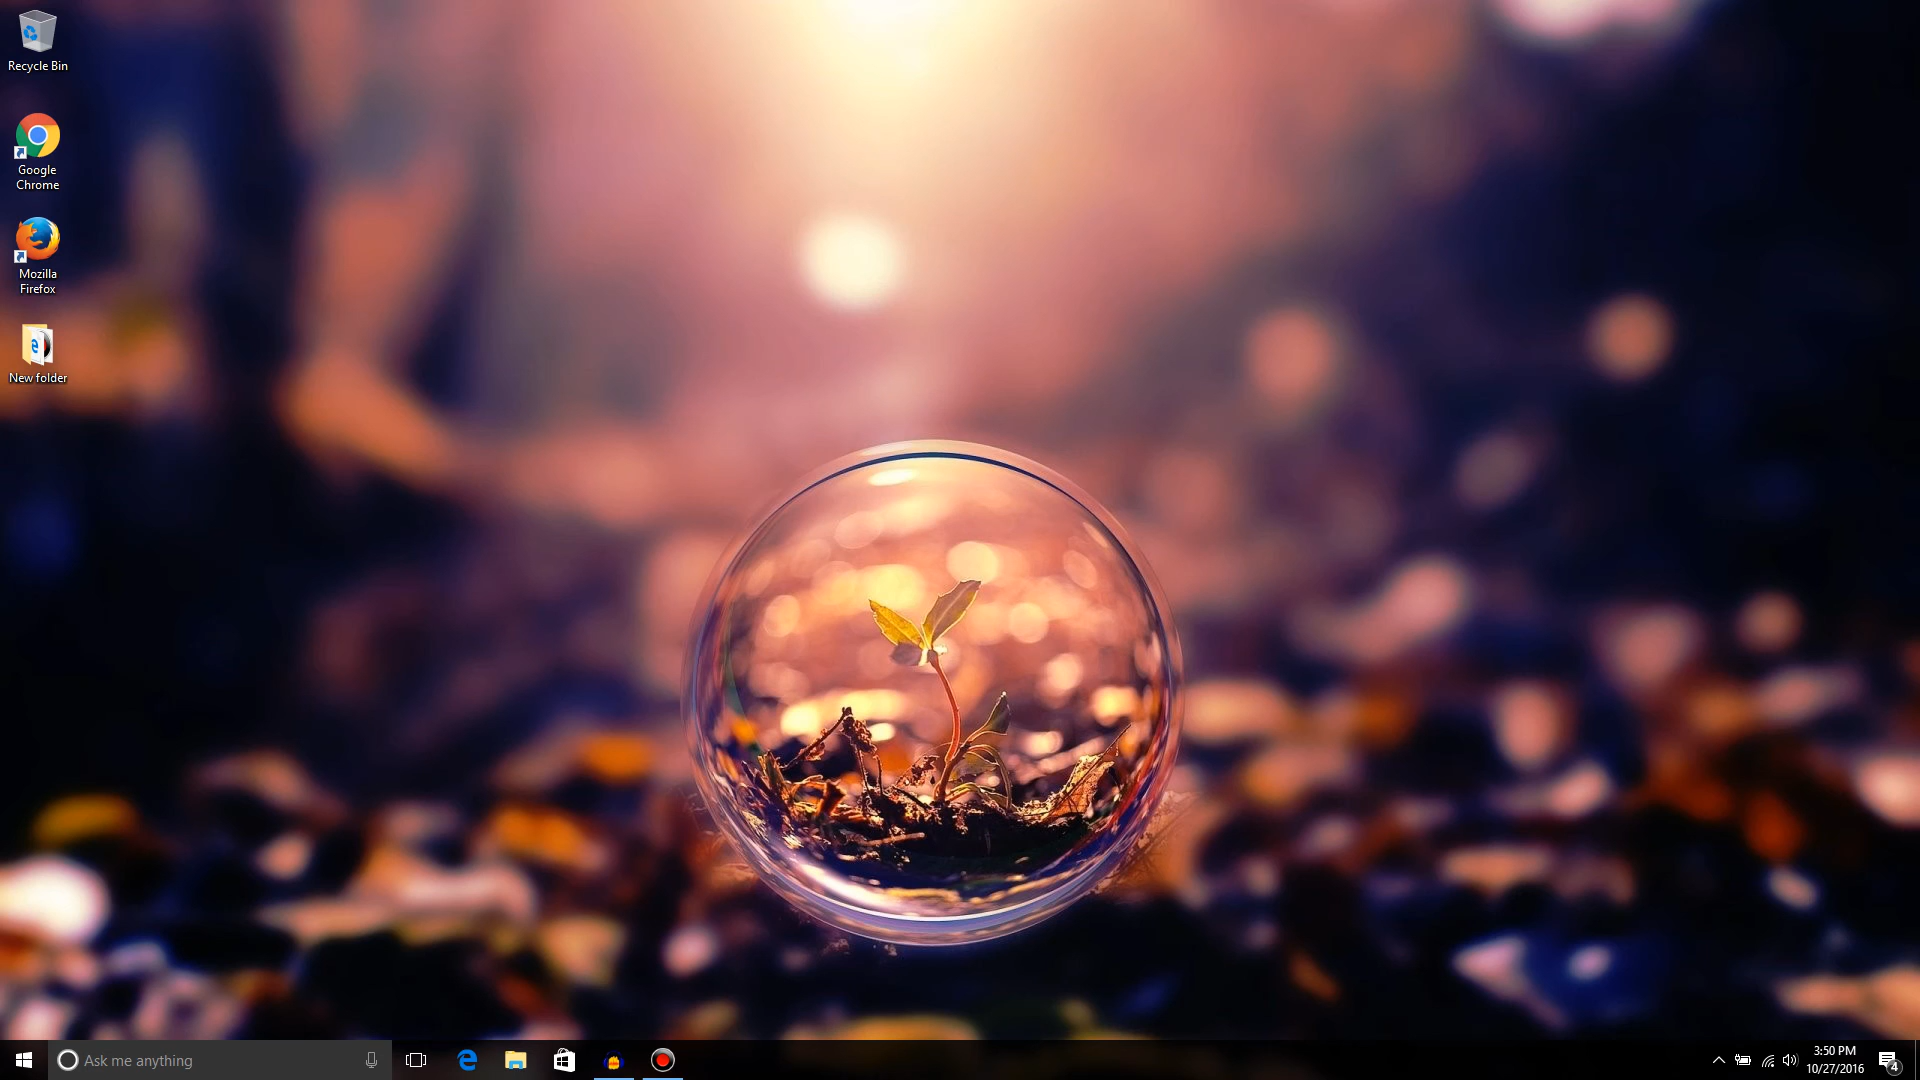 Recycle Bin
Google
Chrome
Mozilla
Firefox
New folder
Ask me anything
3:50 PM
10/27/2016
4